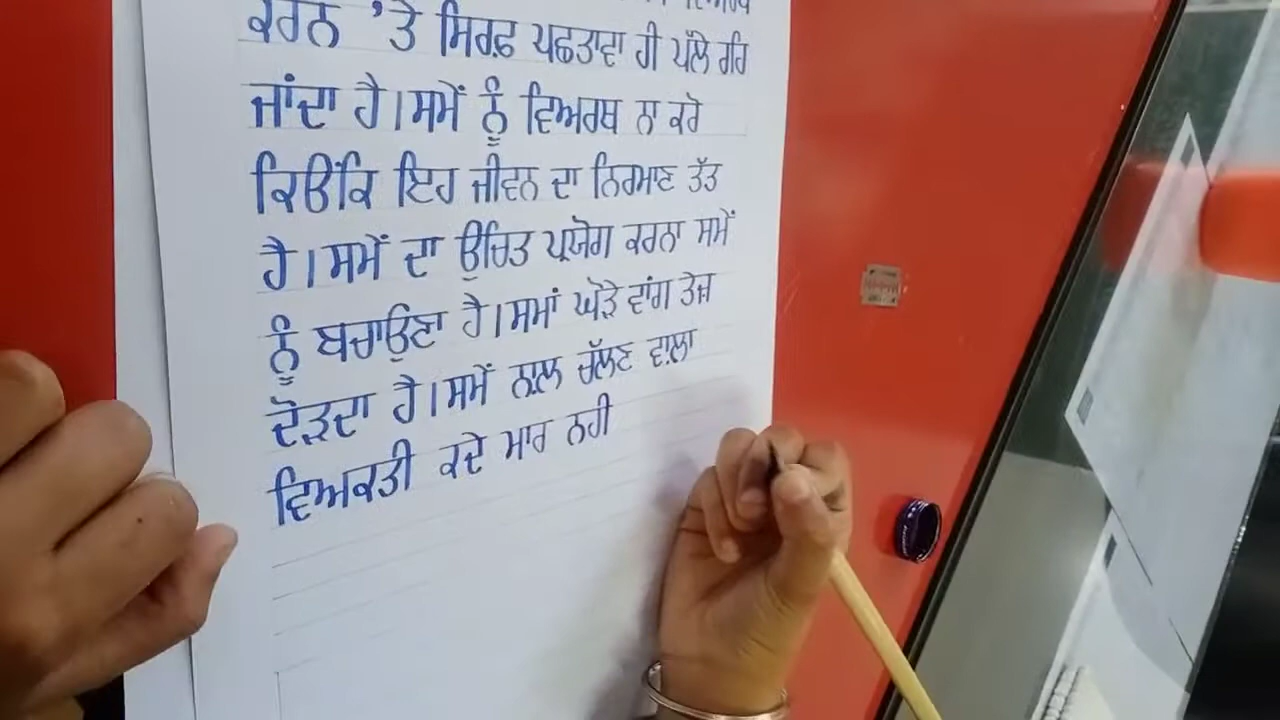 ਕਰਨ 'ਤੇ ਸਿਰਫ਼ ਪਛਤਾਵਾ ਹੀ ਪੱਲੇ ਰਹਿ
ਜਾਂਦਾ ਹੈ। ਸਮੇਂ ਨੂੰ ਵਿਅਰਥ ਨਾ ਕਰੋ
ਕਿਓਂਕਿ ਇਹ ਜੀਵਨ ਦਾ ਨਿਰਮਾਣ ਤੱਤ
ਹੈ। ਸਮੇਂ ਦਾ ਉਚਿਤ ਪ੍ਰਯੋਗ ਕਰਨਾ ਸਮੇਂ
ਨੂੰ ਬਚਾਉਣਾ ਹੈ। ਸਮਾਂ ਘੋੜੇ ਵਾਂਗ ਤੇਜ਼
ਦੋੜਦਾ ਹੈ। ਸਮੇਂ ਨਾਲ਼ ਚੱਲਣ ਵਾਲ਼ਾ
ਵਿਅਕਤੀ ਕਦੇ ਮਾਰ ਨਹੀ